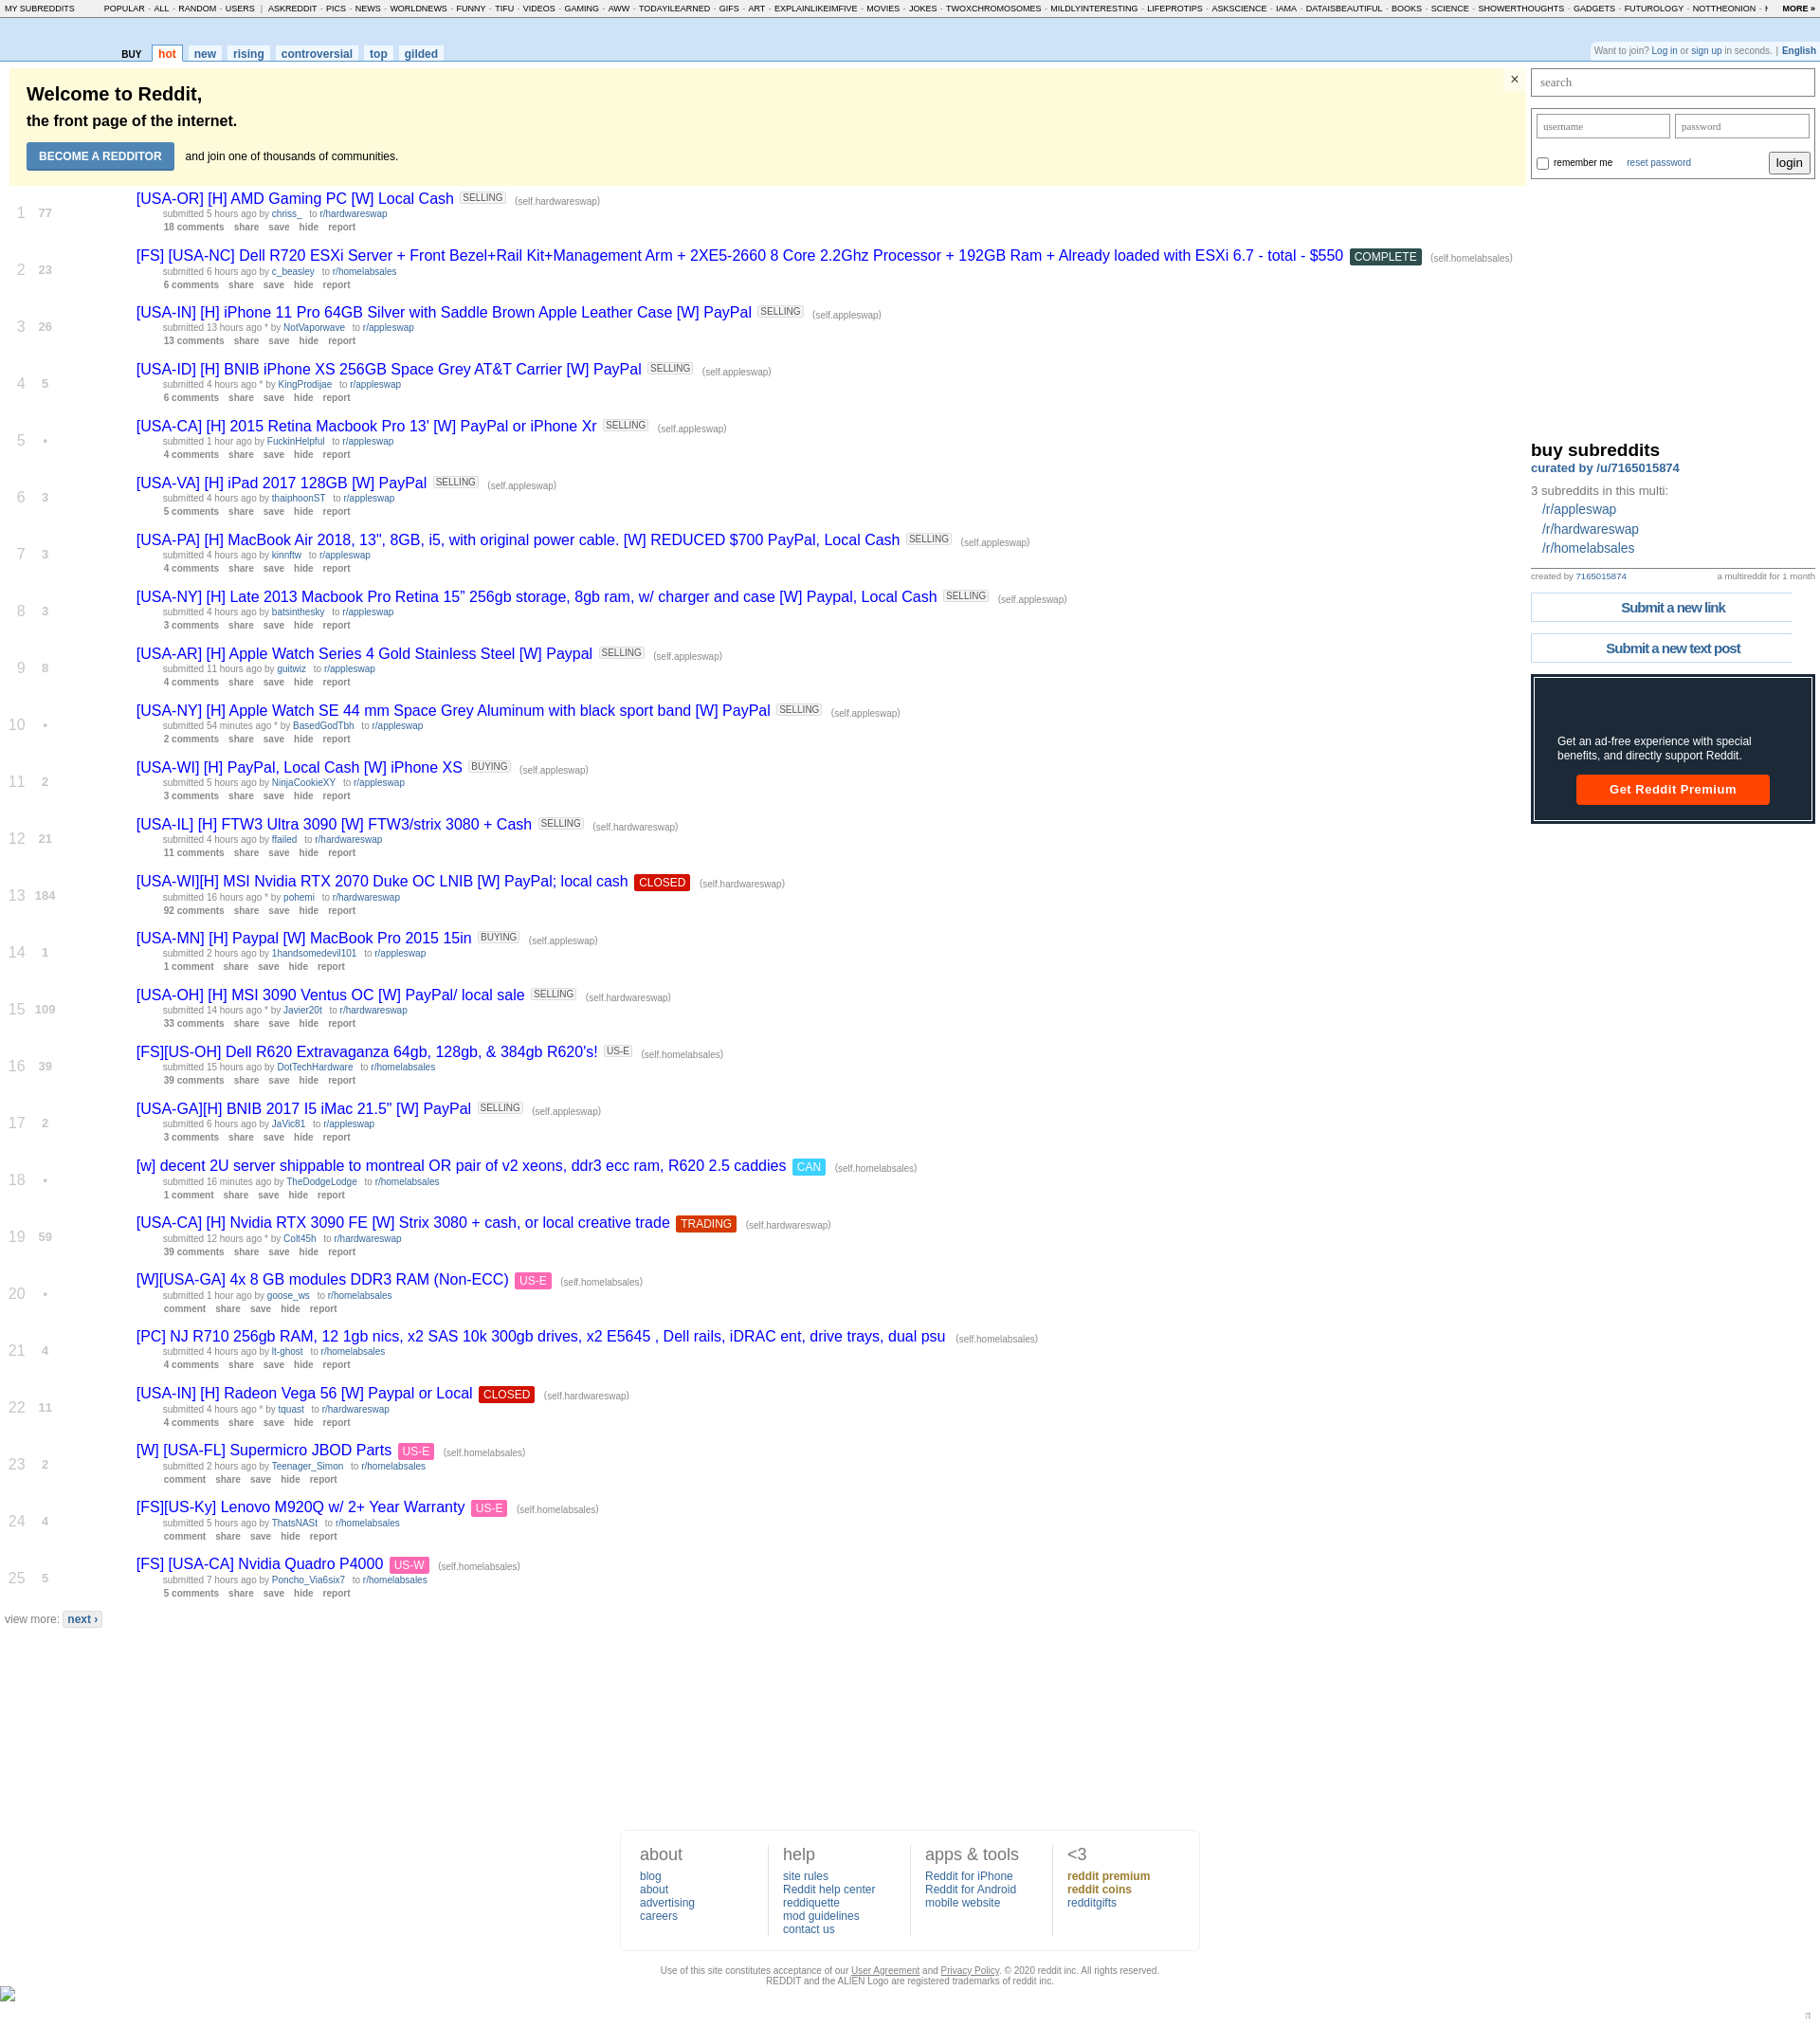 MY SUBREDDITS POPULAR - ALL - RANDOM - USERS | ASKREDDIT - PICS - NEWS - WORLDNEWS - FUNNY - TIFU - VIDEOS - GAMING - AWW - TODAYILEARNED - GIFS - ART - EXPLAINLIKEIMFIVE - MOVIES - JOKES - TWOXCHROMOSOMES - MILDLYINTERESTING - LIFEPROTIPS - ASKSCIENCE - IAMA - DATAISBEAUTIFUL - BOOKS - SCIENCE - SHOWERTHOUGHTS - GADGETS - FUTUROLOGY - NOTTHEONION - MORE »
BUY hot new rising controversial top gilded
Want to join? Log in or sign up in seconds. | English
Welcome to Reddit,
the front page of the internet.
BECOME A REDDITOR and join one of thousands of communities.
×
1 77 [USA-OR] [H] AMD Gaming PC [W] Local Cash SELLING (self.hardwareswap)
submitted 5 hours ago by chriss_ to r/hardwareswap
18 comments share save hide report
2 23 [FS] [USA-NC] Dell R720 ESXi Server + Front Bezel+Rail Kit+Management Arm + 2XE5-2660 8 Core 2.2Ghz Processor + 192GB Ram + Already loaded with ESXi 6.7 - total - $550 COMPLETE (self.homelabsales)
submitted 6 hours ago by c_beasley to r/homelabsales
6 comments share save hide report
3 26 [USA-IN] [H] iPhone 11 Pro 64GB Silver with Saddle Brown Apple Leather Case [W] PayPal SELLING (self.appleswap)
submitted 13 hours ago * by NotVaporwave to r/appleswap
13 comments share save hide report
4 5 [USA-ID] [H] BNIB iPhone XS 256GB Space Grey AT&T Carrier [W] PayPal SELLING (self.appleswap)
submitted 4 hours ago * by KingProdijae to r/appleswap
6 comments share save hide report
5 • [USA-CA] [H] 2015 Retina Macbook Pro 13' [W] PayPal or iPhone Xr SELLING (self.appleswap)
submitted 1 hour ago by FuckinHelpful to r/appleswap
4 comments share save hide report
6 3 [USA-VA] [H] iPad 2017 128GB [W] PayPal SELLING (self.appleswap)
submitted 4 hours ago by thaiphoonST to r/appleswap
5 comments share save hide report
7 3 [USA-PA] [H] MacBook Air 2018, 13", 8GB, i5, with original power cable. [W] REDUCED $700 PayPal, Local Cash SELLING (self.appleswap)
submitted 4 hours ago by kinnftw to r/appleswap
4 comments share save hide report
8 3 [USA-NY] [H] Late 2013 Macbook Pro Retina 15” 256gb storage, 8gb ram, w/ charger and case [W] Paypal, Local Cash SELLING (self.appleswap)
submitted 4 hours ago by batsinthesky to r/appleswap
3 comments share save hide report
9 8 [USA-AR] [H] Apple Watch Series 4 Gold Stainless Steel [W] Paypal SELLING (self.appleswap)
submitted 11 hours ago by guitwiz to r/appleswap
4 comments share save hide report
10 • [USA-NY] [H] Apple Watch SE 44 mm Space Grey Aluminum with black sport band [W] PayPal SELLING (self.appleswap)
submitted 54 minutes ago * by BasedGodTbh to r/appleswap
2 comments share save hide report
11 2 [USA-WI] [H] PayPal, Local Cash [W] iPhone XS BUYING (self.appleswap)
submitted 5 hours ago by NinjaCookieXY to r/appleswap
3 comments share save hide report
12 21 [USA-IL] [H] FTW3 Ultra 3090 [W] FTW3/strix 3080 + Cash SELLING (self.hardwareswap)
submitted 4 hours ago by ffailed to r/hardwareswap
11 comments share save hide report
13 184 [USA-WI][H] MSI Nvidia RTX 2070 Duke OC LNIB [W] PayPal; local cash CLOSED (self.hardwareswap)
submitted 16 hours ago * by pohemi to r/hardwareswap
92 comments share save hide report
14 1 [USA-MN] [H] Paypal [W] MacBook Pro 2015 15in BUYING (self.appleswap)
submitted 2 hours ago by 1handsomedevil101 to r/appleswap
1 comment share save hide report
15 109 [USA-OH] [H] MSI 3090 Ventus OC [W] PayPal/ local sale SELLING (self.hardwareswap)
submitted 14 hours ago * by Javier20t to r/hardwareswap
33 comments share save hide report
16 39 [FS][US-OH] Dell R620 Extravaganza 64gb, 128gb, & 384gb R620's! US-E (self.homelabsales)
submitted 15 hours ago by DotTechHardware to r/homelabsales
39 comments share save hide report
17 2 [USA-GA][H] BNIB 2017 I5 iMac 21.5" [W] PayPal SELLING (self.appleswap)
submitted 6 hours ago by JaVic81 to r/appleswap
3 comments share save hide report
18 • [w] decent 2U server shippable to montreal OR pair of v2 xeons, ddr3 ecc ram, R620 2.5 caddies CAN (self.homelabsales)
submitted 16 minutes ago by TheDodgeLodge to r/homelabsales
1 comment share save hide report
19 59 [USA-CA] [H] Nvidia RTX 3090 FE [W] Strix 3080 + cash, or local creative trade TRADING (self.hardwareswap)
submitted 12 hours ago * by Colt45h to r/hardwareswap
39 comments share save hide report
20 • [W][USA-GA] 4x 8 GB modules DDR3 RAM (Non-ECC) US-E (self.homelabsales)
submitted 1 hour ago by goose_ws to r/homelabsales
comment share save hide report
21 4 [PC] NJ R710 256gb RAM, 12 1gb nics, x2 SAS 10k 300gb drives, x2 E5645 , Dell rails, iDRAC ent, drive trays, dual psu (self.homelabsales)
submitted 4 hours ago by lt-ghost to r/homelabsales
4 comments share save hide report
22 11 [USA-IN] [H] Radeon Vega 56 [W] Paypal or Local CLOSED (self.hardwareswap)
submitted 4 hours ago * by tquast to r/hardwareswap
4 comments share save hide report
23 2 [W] [USA-FL] Supermicro JBOD Parts US-E (self.homelabsales)
submitted 2 hours ago by Teenager_Simon to r/homelabsales
comment share save hide report
24 4 [FS][US-Ky] Lenovo M920Q w/ 2+ Year Warranty US-E (self.homelabsales)
submitted 5 hours ago by ThatsNASt to r/homelabsales
comment share save hide report
25 5 [FS] [USA-CA] Nvidia Quadro P4000 US-W (self.homelabsales)
submitted 7 hours ago by Poncho_Via6six7 to r/homelabsales
5 comments share save hide report
view more: next ›
search
username password
remember me reset password login
buy subreddits
curated by /u/7165015874
3 subreddits in this multi:
/r/appleswap
/r/hardwareswap
/r/homelabsales
created by 7165015874 a multireddit for 1 month
Submit a new link
Submit a new text post
Get an ad-free experience with special
benefits, and directly support Reddit.
Get Reddit Premium
about
blog
about
advertising
careers
help
site rules
Reddit help center
reddiquette
mod guidelines
contact us
apps & tools
Reddit for iPhone
Reddit for Android
mobile website
<3
reddit premium
reddit coins
redditgifts
Use of this site constitutes acceptance of our User Agreement and Privacy Policy. © 2020 reddit inc. All rights reserved.
REDDIT and the ALIEN Logo are registered trademarks of reddit inc.
π